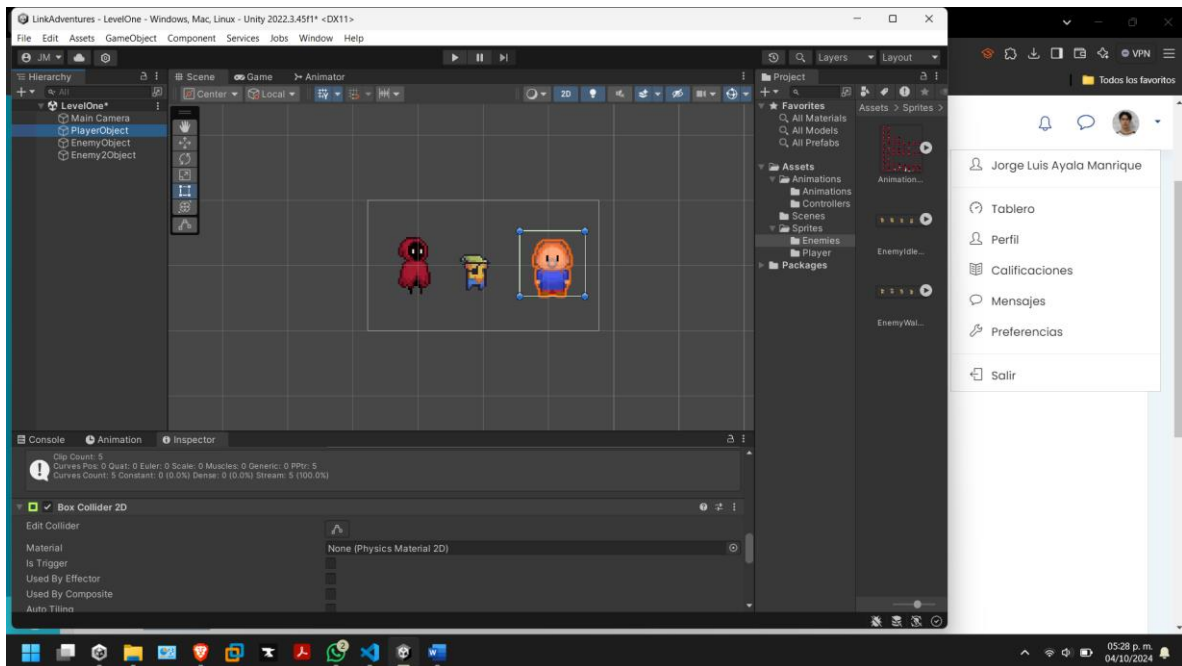 LinkAdventures - LevelOne - Windows, Mac, Linux - Unity 2022.3.45f1* <DX11>
File Edit Assets GameObject Component Services Jobs Window Help
JM Layers Layout
Hierarchy Scene Game Animator Project
All Center Local 2D
LevelOne*
Main Camera
PlayerObject
EnemyObject
Enemy2Object
Favorites
All Materials
All Models
All Prefabs
Assets
Animations
Animations
Controllers
Scenes
Sprites
Enemies
Player
Packages
Assets > Sprites >
Animation...
EnemyIdle...
EnemyWal...
Console Animation Inspector
Clip Count: 5
Curves Pos: 0 Quat: 0 Euler: 0 Scale: 0 Muscles: 0 Generic: 0 PPtr: 5
Curves Count: 5 Constant: 0 (0.0%) Dense: 0 (0.0%) Stream: 5 (100.0%)
Box Collider 2D
Edit Collider
Material None (Physics Material 2D)
Is Trigger
Used By Effector
Used By Composite
Auto Tiling
VPN
Todos los favoritos
Jorge Luis Ayala Manrique
Tablero
Perfil
Calificaciones
Mensajes
Preferencias
Salir
2
05:28 p. m.
04/10/2024